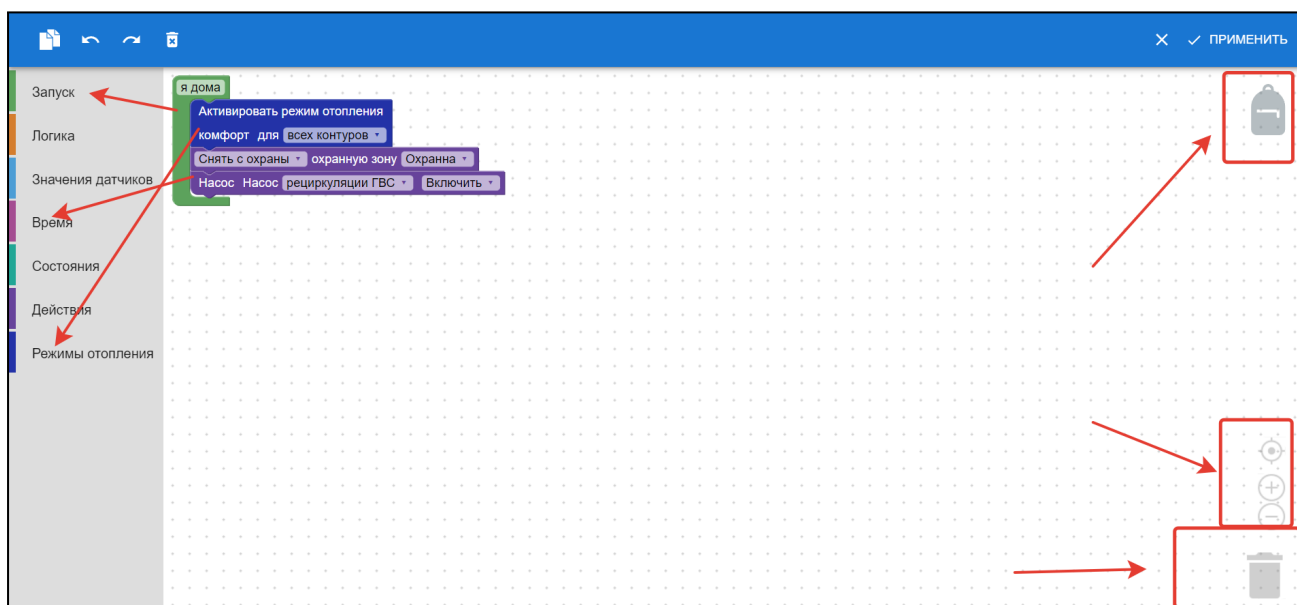 ПРИМЕНИТЬ
Запуск
Логика
Значения датчиков
Время
Состояния
Действия
Режимы отопления
я дома
Активировать режим отопления
комфорт для всех контуров
Снять с охраны охранную зону Охранна
Насос Насос рециркуляции ГВС Включить